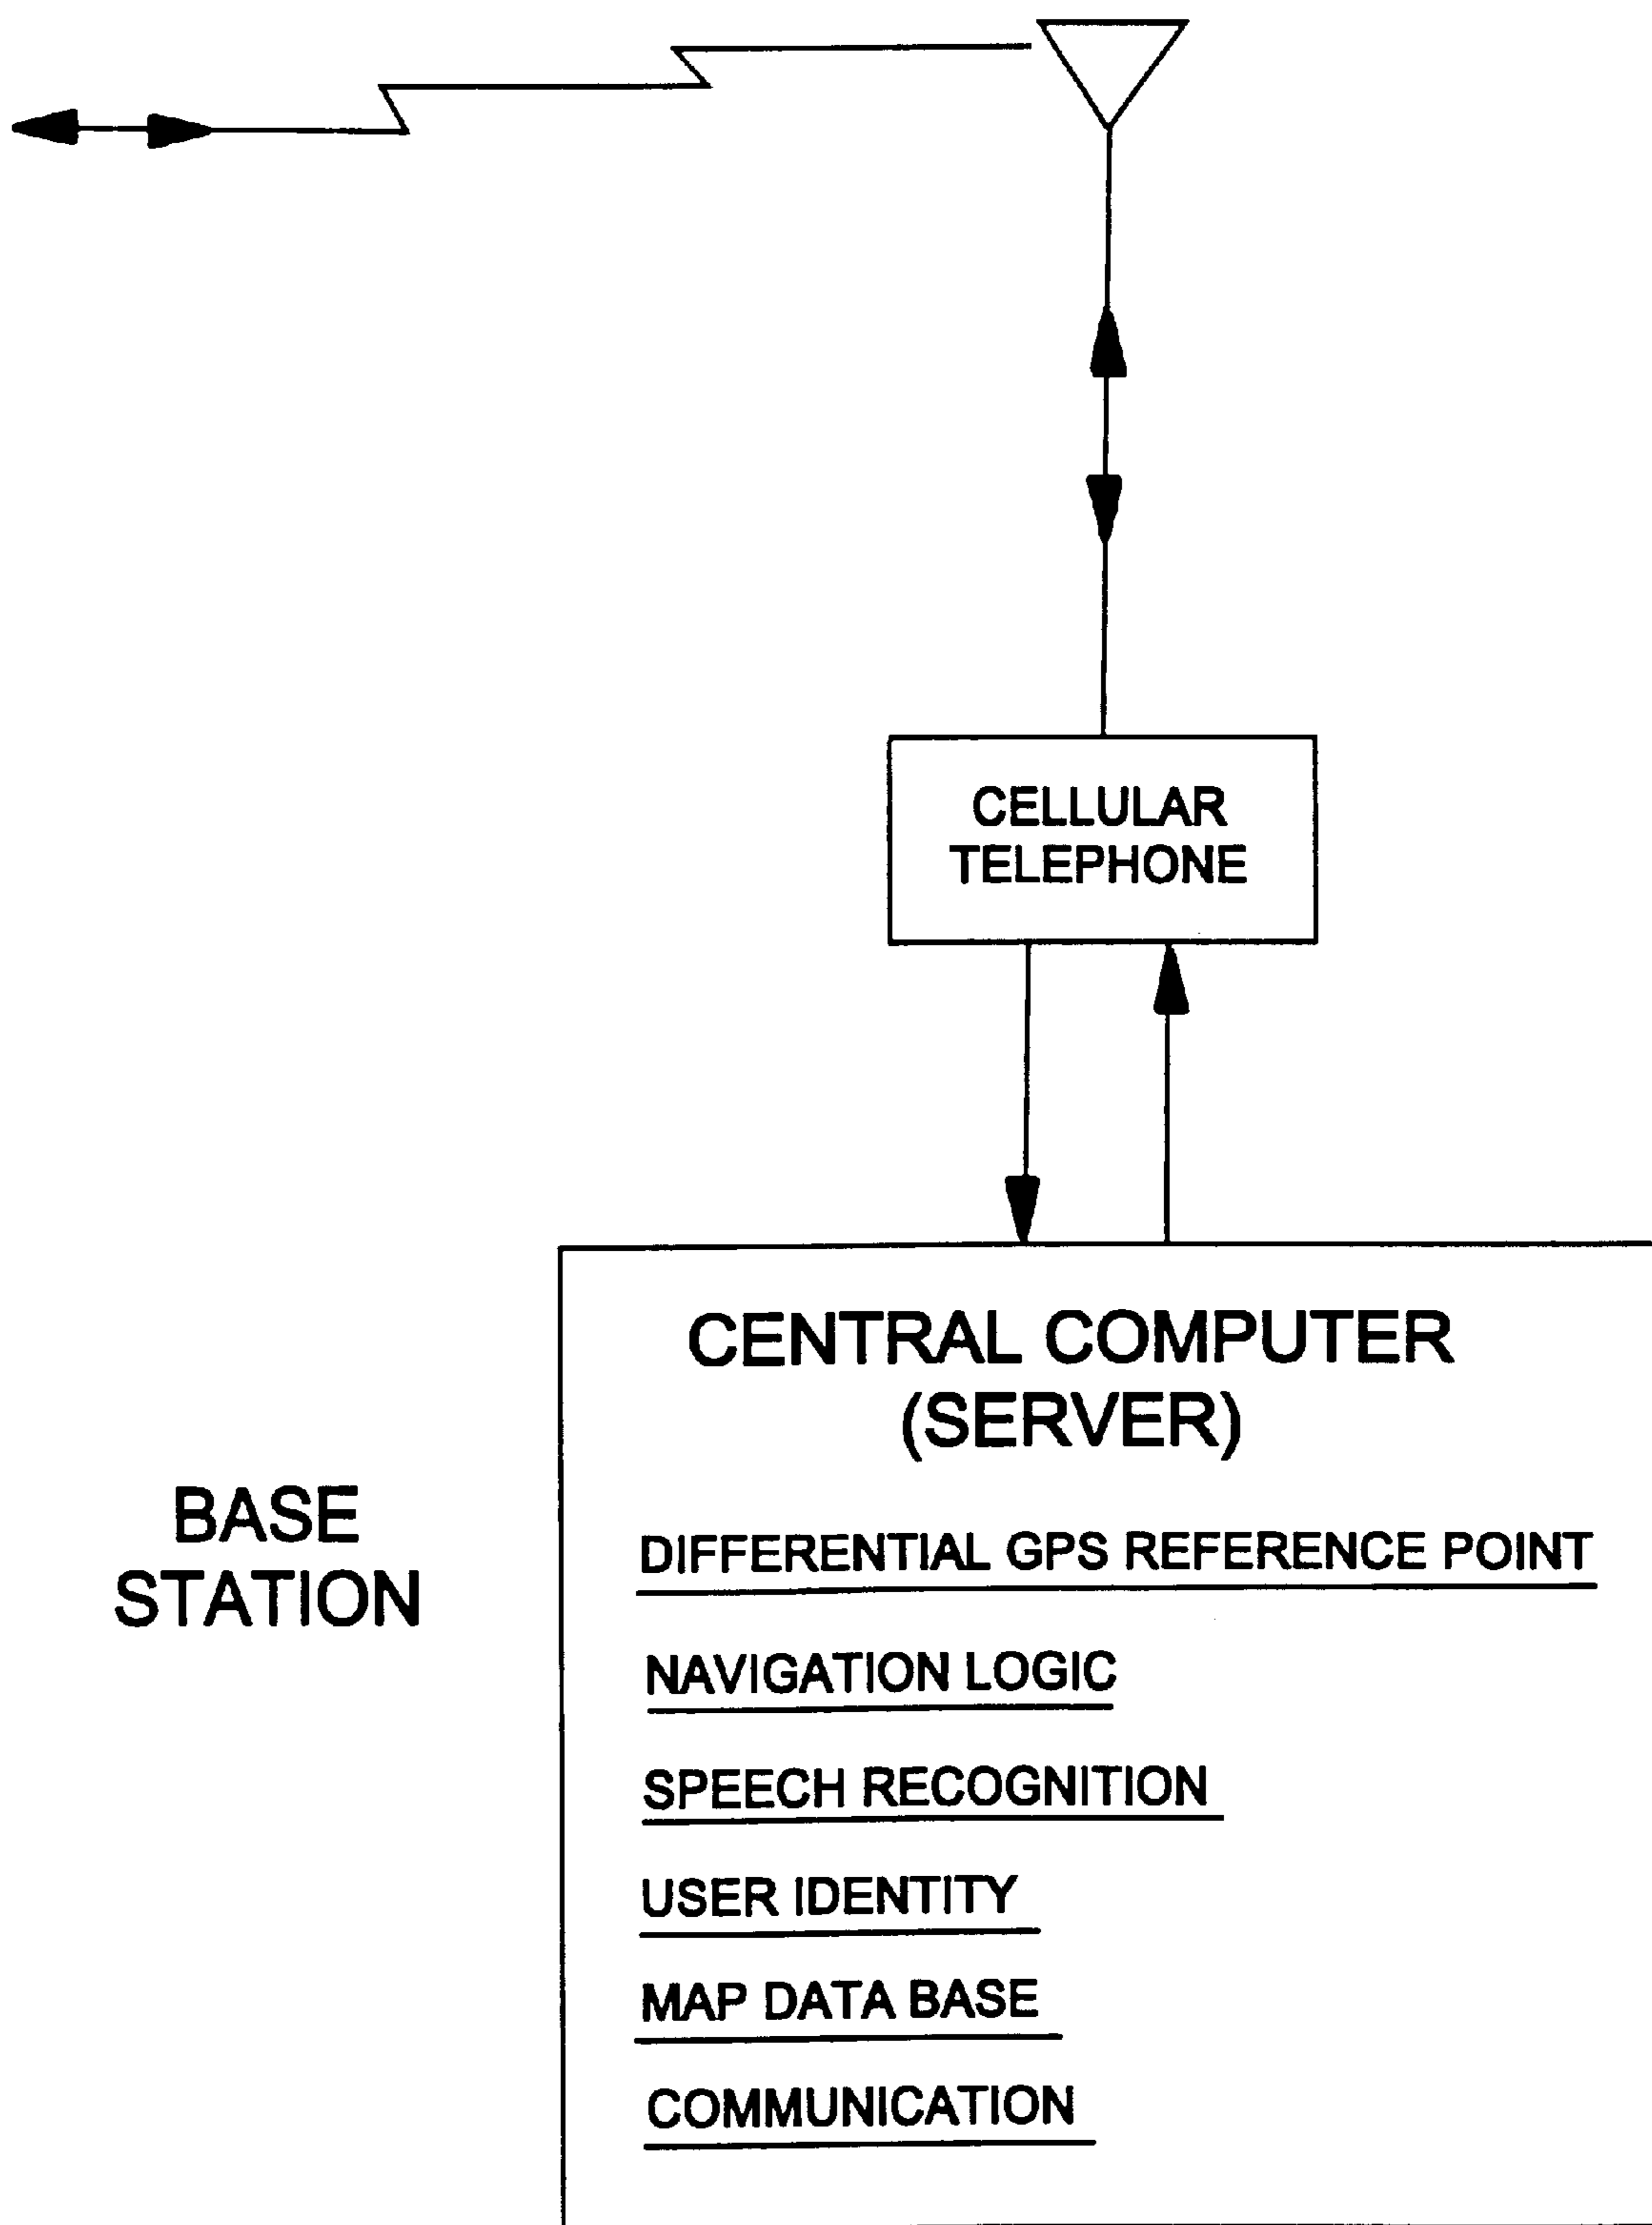 CELLULAR
TELEPHONE
CENTRAL COMPUTER
(SERVER)
BASE
STATION
DIFFERENTIAL GPS REFERENCE POINT
NAVIGATION LOGIC
SPEECH RECOGNITION
USER IDENTITY
MAP DATA BASE
COMMUNICATION